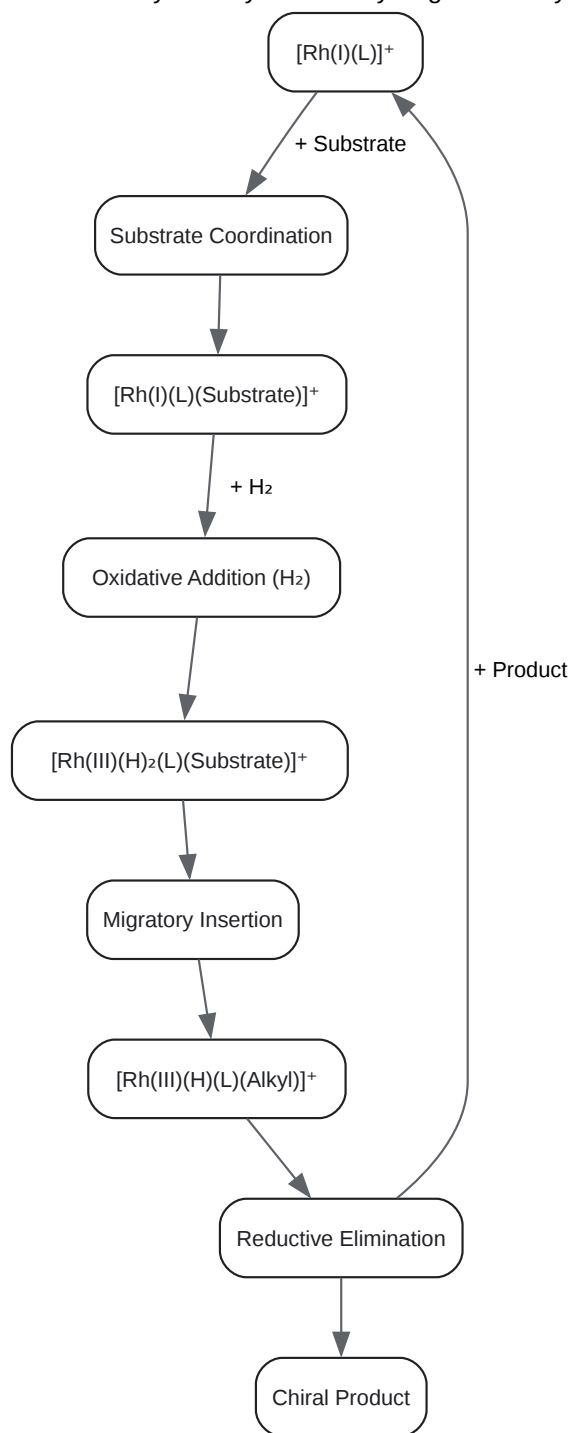 [Rh(I)(L)]⁺
+ Substrate
Substrate Coordination
[Rh(I)(L)(Substrate)]⁺
+ H₂
Oxidative Addition (H₂)
+ Product
[Rh(III)(H)₂(L)(Substrate)]⁺
Migratory Insertion
[Rh(III)(H)(L)(Alkyl)]⁺
Reductive Elimination
Chiral Product